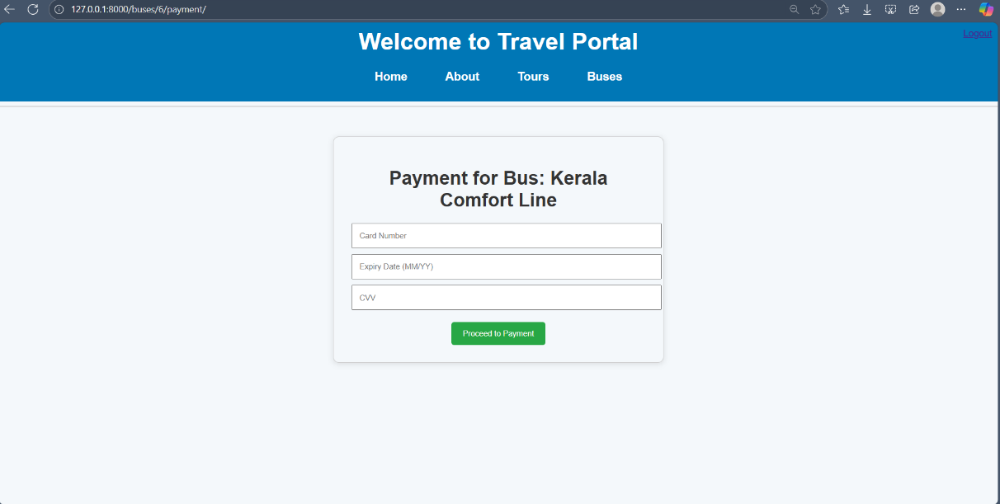 127.0.0.1:8000/buses/6/payment/
Logout
Welcome to Travel Portal
Home About Tours Buses
Payment for Bus: Kerala
Comfort Line
Card Number
Expiry Date (MM/YY)
CVV
Proceed to Payment